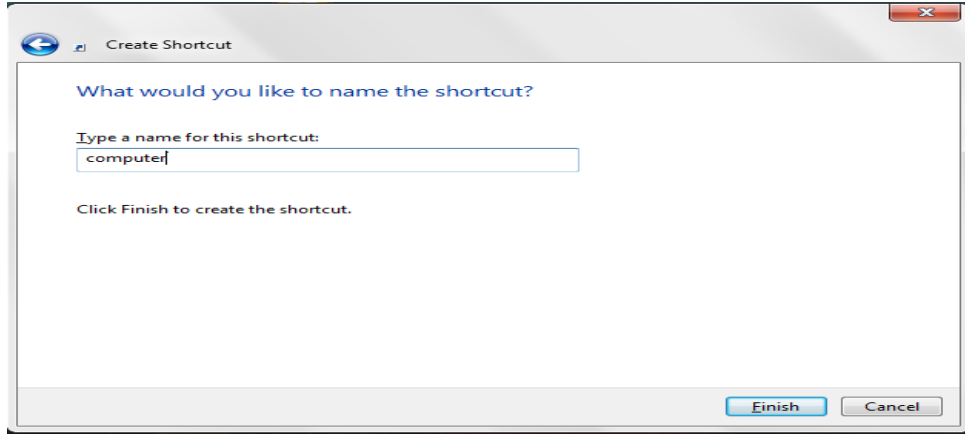 Create Shortcut
What would you like to name the shortcut?
Type a name for this shortcut:
computer
Click Finish to create the shortcut.
Finish
Cancel